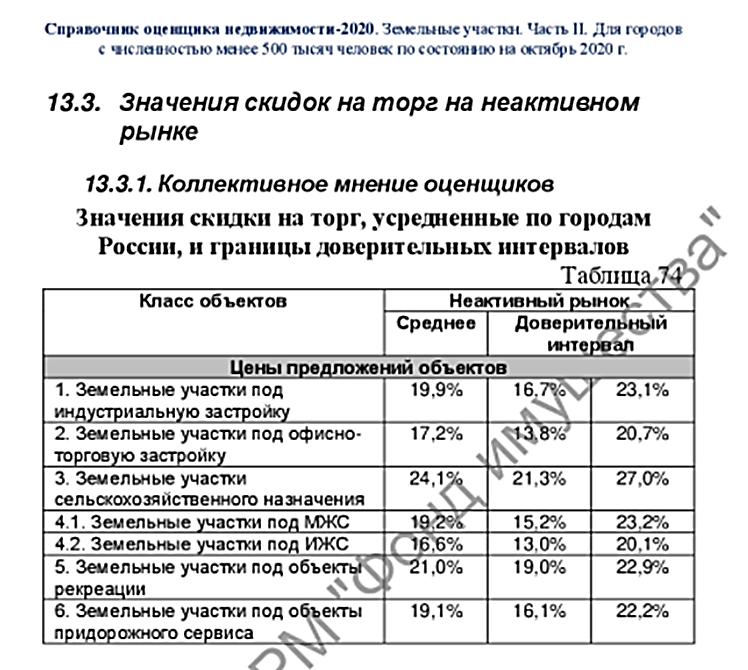 Справочник оценщика недвижимости-2020. Земельные участки. Часть II. Для городов
с численностью менее 500 тысяч человек по состоянию на октябрь 2020 г.
13.3. Значения скидок на торг на неактивном
рынке
13.3.1. Коллективное мнение оценщиков
Значения скидки на торг, усредненные по городам
России, и границы доверительных интервалов
Таблица 74
Класс объектов Неактивный рынок
Среднее Доверительный
интервал
Цены предложений объектов
1. Земельные участки под 19,9% 16,7% 23,1%
индустриальную застройку
2. Земельные участки под офисно- 17,2% 13,8% 20,7%
торговую застройку
3. Земельные участки 24,1% 21,3% 27,0%
сельскохозяйственного назначения
4.1. Земельные участки под МЖС 19,2% 15,2% 23,2%
4.2. Земельные участки под ИЖС 16,6% 13,0% 20,1%
5. Земельные участки под объекты 21,0% 19,0% 22,9%
рекреации
6. Земельные участки под объекты 19,1% 16,1% 22,2%
придорожного сервиса
РМ "ФОНД ИМУЩЕСТВА"